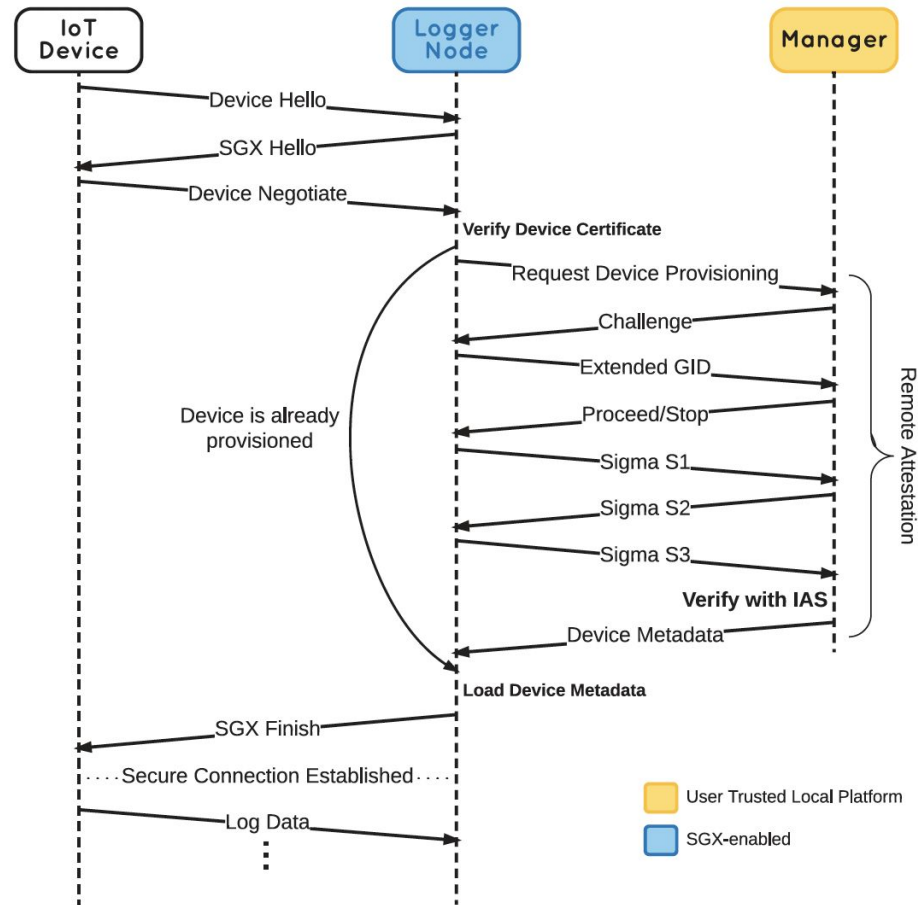 IoT
Device
Logger
Node
Manager
Device Hello
SGX Hello
Device Negotiate
Verify Device Certificate
Request Device Provisioning
Challenge
Extended GID
Proceed/Stop
Device is already
provisioned
Sigma S1
Sigma S2
Sigma S3
Remote Attestation
Verify with IAS
Device Metadata
Load Device Metadata
SGX Finish
Secure Connection Established
Log Data
User Trusted Local Platform
SGX-enabled